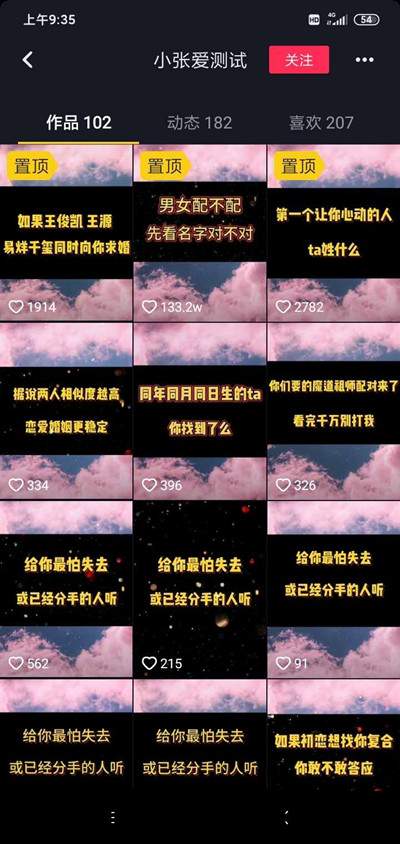 上午9:35
HD 4G 54
小张爱测试
关注
作品 102
动态 182
喜欢 207
置顶
如果王俊凯 王源
易烊千玺同时向你求婚
1914
置顶
男女配不配
先看名字对不对
133.2w
置顶
第一个让你心动的人
ta姓什么
2782
据说两人相似度越高
恋爱婚姻更稳定
334
同年同月同日生的ta
你找到了么
396
你们要的魔道祖师配对来了
看完千万别打我
326
给你最怕失去
或已经分手的人听
562
给你最怕失去
或已经分手的人听
215
给你最怕失去
或已经分手的人听
91
给你最怕失去
或已经分手的人听
给你最怕失去
或已经分手的人听
如果初恋想找你复合
你敢不敢答应